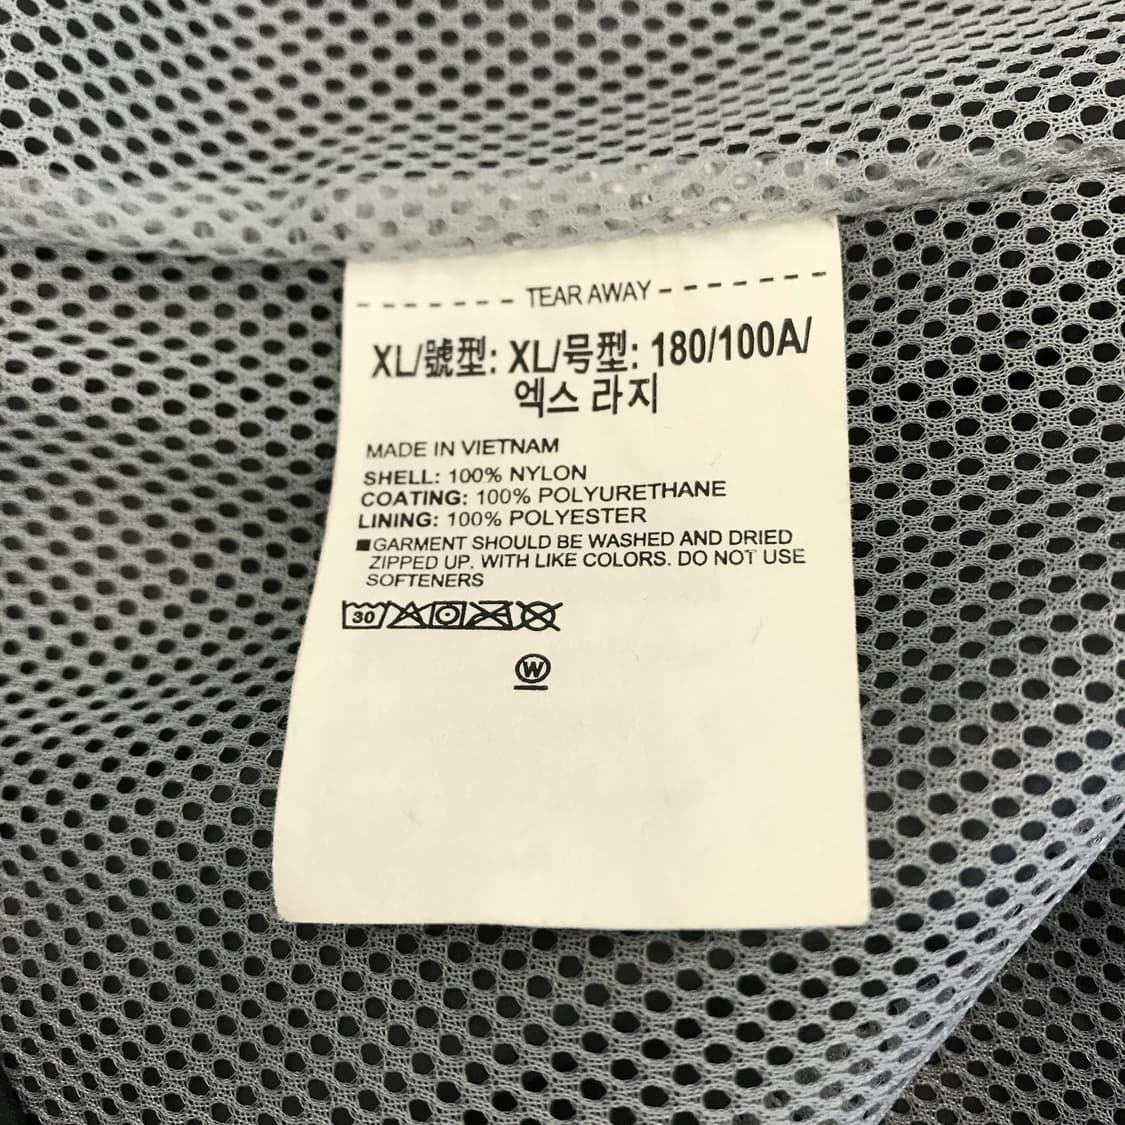 TEAR AWAY
XL/號型: XL/号型: 180/100A/
엑스 라지
MADE IN VIETNAM
SHELL: 100% NYLON
COATING: 100% POLYURETHANE
LINING: 100% POLYESTER
■GARMENT SHOULD BE WASHED AND DRIED
ZIPPED UP. WITH LIKE COLORS. DO NOT USE
SOFTENERS
30
W